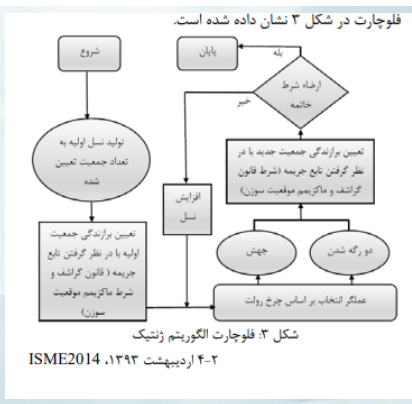 فلوچارت در شکل ۳ نشان داده شده است.
شروع
تولید نسل اولیه به
تعداد جمعیت تعیین
شده
تعیین برازندگی جمعیت
اولیه با در نظر گرفتن تابع
جریمه ( قانون گراشف و
شرط ماکزیمم موقعیت
سوزن)
عملگر انتخاب بر اساس چرخ رولت
دو رگه شدن
جهش
تعیین برازندگی جمعیت جدید با در
نظر گرفتن تابع جریمه (شرط قانون
گراشف و ماکزیمم موقعیت سوزن)
ارضاء شرط
خاتمه
بله
خیر
پایان
افزایش
نسل
شکل ۳: فلوچارت الگوریتم ژنتیک
ISME2014 ،۱۳۹۳ اردیبهشت ۴-۲